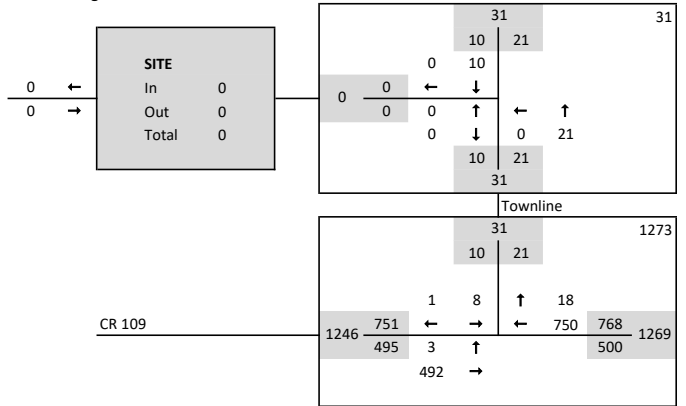 31 31
10 21
SITE 0 10
0 ← In 0 0 0 ← ↓
0 → Out 0 0 0 ↑ ← ↑
Total 0 0 ↓ 0 21
10 21
31
Townline
31 1273
10 21
1 8 ↑ 18
CR 109 1246 751 ← → ← 750 768 1269
495 3 ↑ 500
492 →